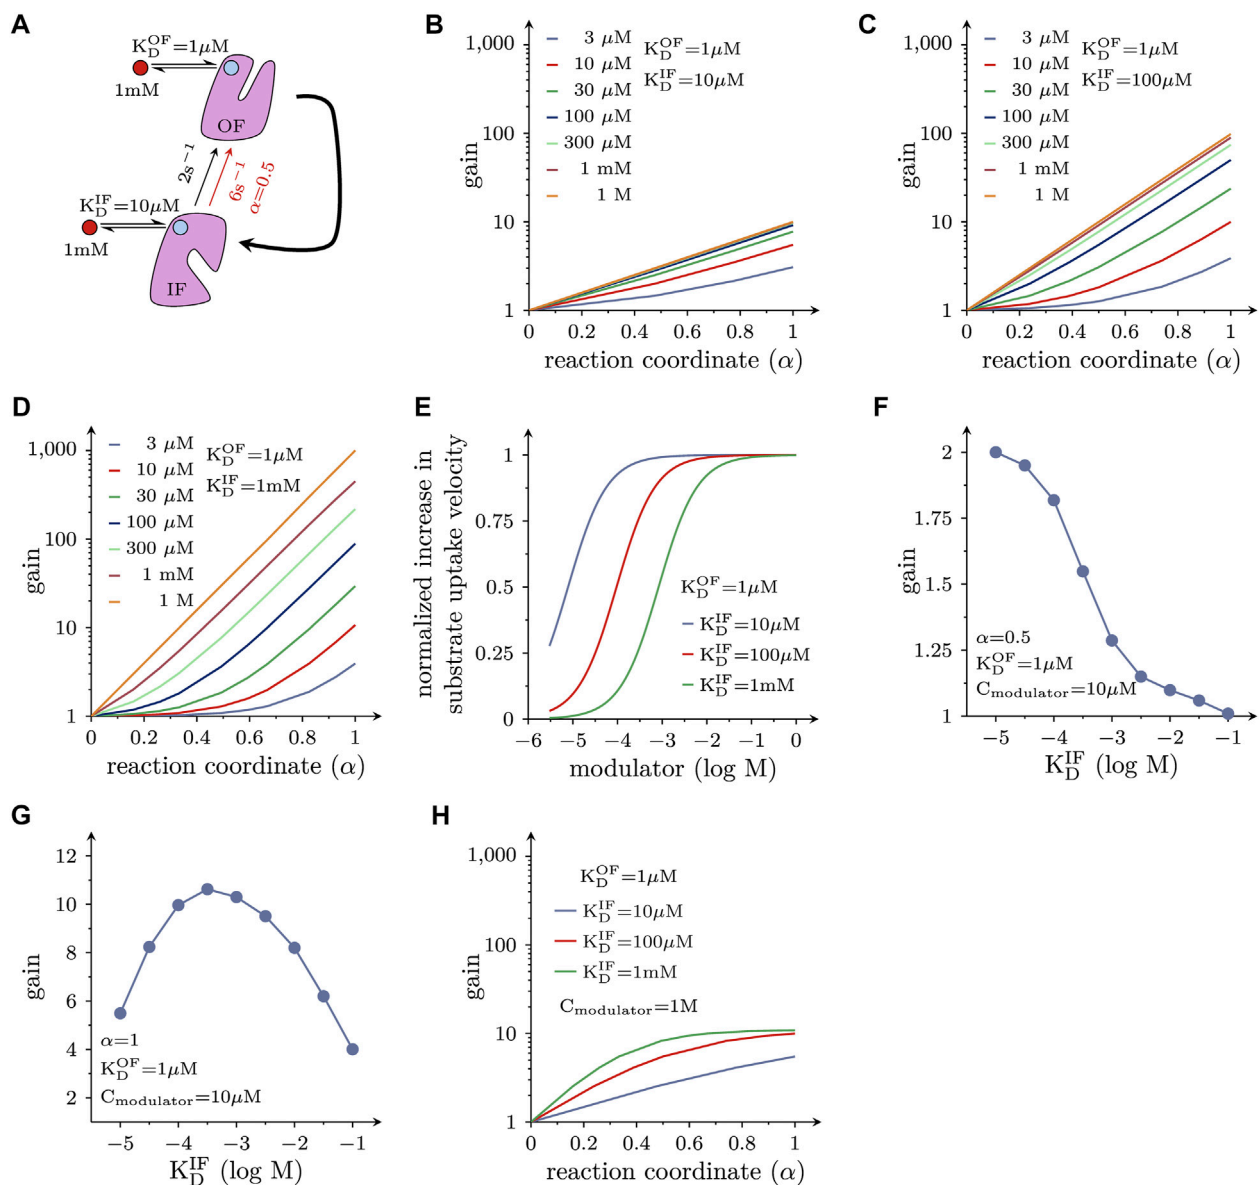 A
K_D^OF=1μM
1mM
OF
2s⁻¹
6s⁻¹
α=0.5
K_D^IF=10μM
1mM
IF
B
gain
1,000
100
10
1
3 μM
10 μM
30 μM
100 μM
300 μM
1 mM
1 M
K_D^OF=1μM
K_D^IF=10μM
0 0.2 0.4 0.6 0.8 1
reaction coordinate (α)
C
gain
1,000
100
10
1
3 μM
10 μM
30 μM
100 μM
300 μM
1 mM
1 M
K_D^OF=1μM
K_D^IF=100μM
0 0.2 0.4 0.6 0.8 1
reaction coordinate (α)
D
gain
1,000
100
10
1
3 μM
10 μM
30 μM
100 μM
300 μM
1 mM
1 M
K_D^OF=1μM
K_D^IF=1mM
0 0.2 0.4 0.6 0.8 1
reaction coordinate (α)
E
normalized increase in
substrate uptake velocity
1
0.75
0.5
0.25
0
K_D^OF=1μM
K_D^IF=10μM
K_D^IF=100μM
K_D^IF=1mM
−6 −5 −4 −3 −2 −1 0
modulator (log M)
F
gain
2
1.75
1.5
1.25
1
α=0.5
K_D^OF=1μM
C_modulator=10μM
−5 −4 −3 −2 −1
K_D^IF (log M)
G
gain
12
10
8
6
4
2
α=1
K_D^OF=1μM
C_modulator=10μM
−5 −4 −3 −2 −1
K_D^IF (log M)
H
gain
1,000
100
10
1
K_D^OF=1μM
K_D^IF=10μM
K_D^IF=100μM
K_D^IF=1mM
C_modulator=1M
0 0.2 0.4 0.6 0.8 1
reaction coordinate (α)